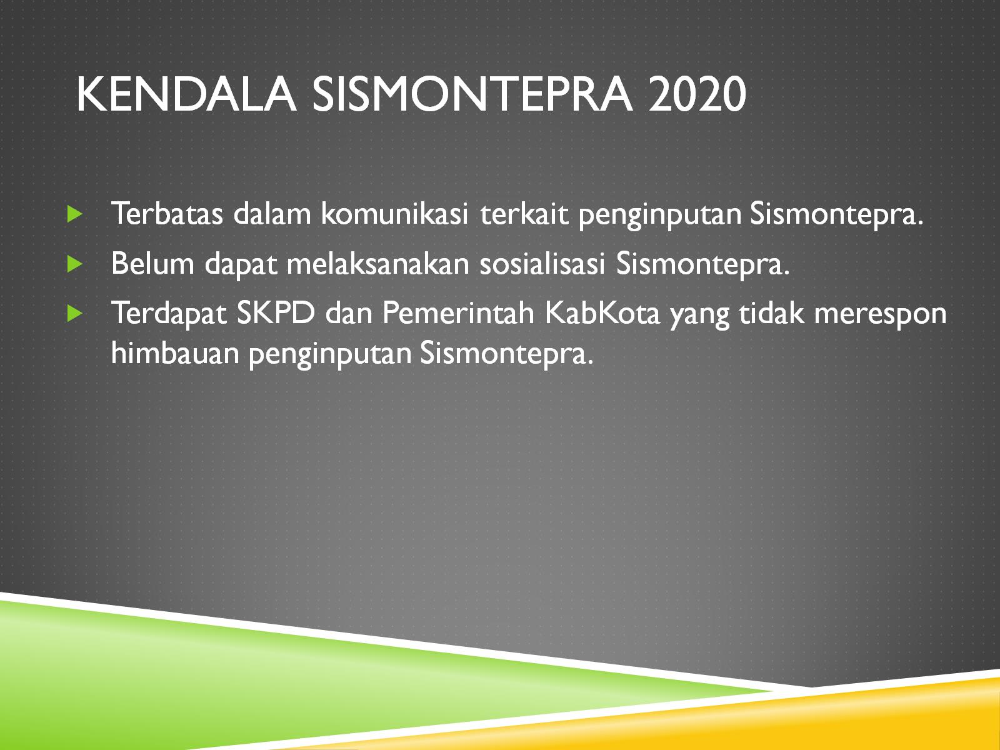 KENDALA SISMONTEPRA 2020
Terbatas dalam komunikasi terkait penginputan Sismontepra.
Belum dapat melaksanakan sosialisasi Sismontepra.
Terdapat SKPD dan Pemerintah KabKota yang tidak merespon
himbauan penginputan Sismontepra.